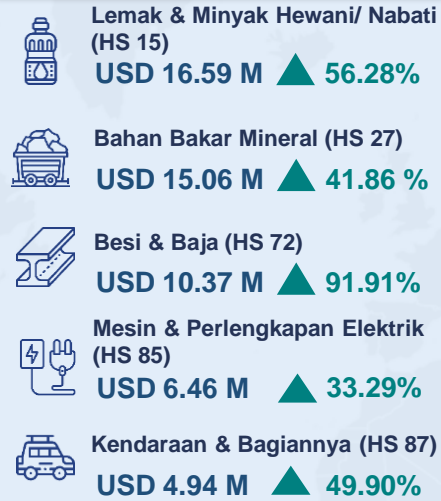 Lemak & Minyak Hewani/ Nabati
(HS 15)
USD 16.59 M 56.28%
Bahan Bakar Mineral (HS 27)
USD 15.06 M 41.86 %
Besi & Baja (HS 72)
USD 10.37 M 91.91%
Mesin & Perlengkapan Elektrik
(HS 85)
USD 6.46 M 33.29%
Kendaraan & Bagiannya (HS 87)
USD 4.94 M 49.90%